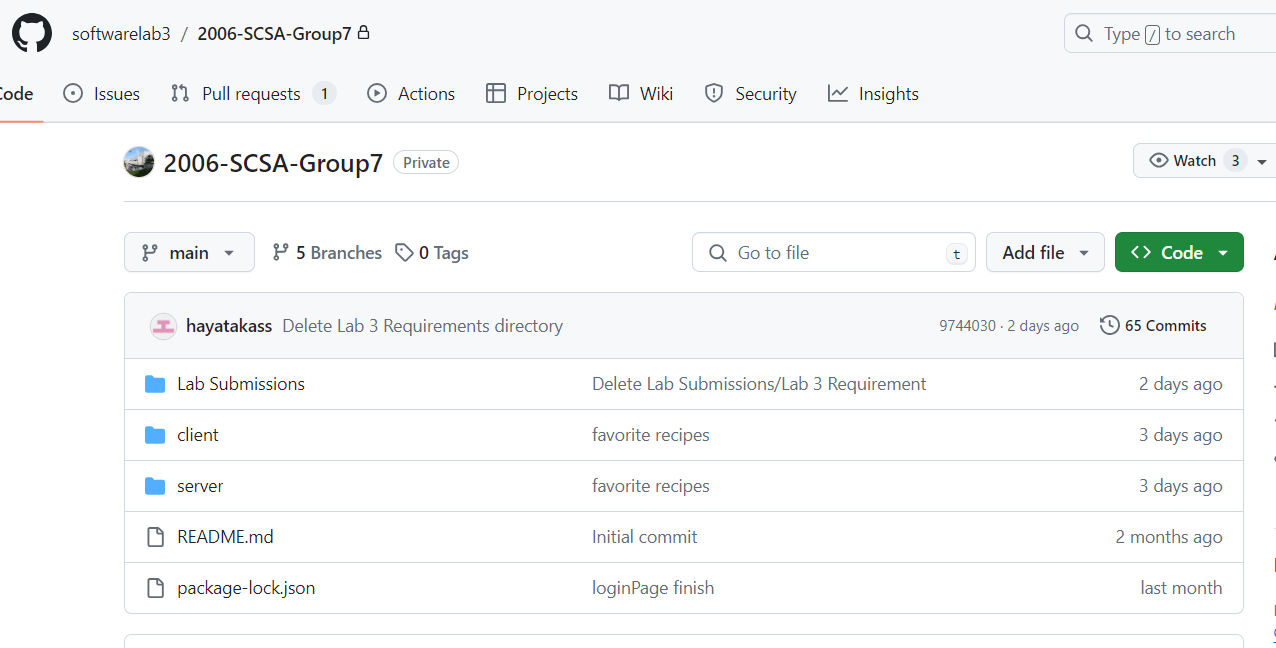 softwarelab3 / 2006-SCSA-Group7
Type / to search
Code Issues Pull requests 1 Actions Projects Wiki Security Insights
2006-SCSA-Group7 Private
Watch 3
main 5 Branches 0 Tags
Go to file t
Add file
Code
hayatakass Delete Lab 3 Requirements directory 9744030 · 2 days ago 65 Commits
Lab Submissions Delete Lab Submissions/Lab 3 Requirement 2 days ago
client favorite recipes 3 days ago
server favorite recipes 3 days ago
README.md Initial commit 2 months ago
package-lock.json loginPage finish last month